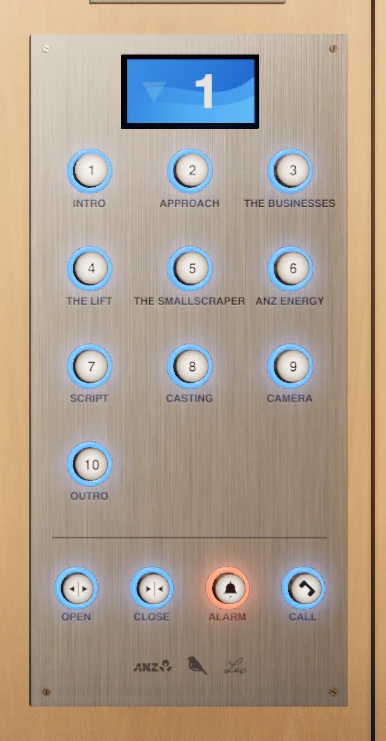 1
1 2 3
INTRO APPROACH THE BUSINESSES
4 5 6
THE LIFT THE SMALLSCRAPER ANZ ENERGY
7 8 9
SCRIPT CASTING CAMERA
10
OUTRO
OPEN CLOSE ALARM CALL
ANZ Leo